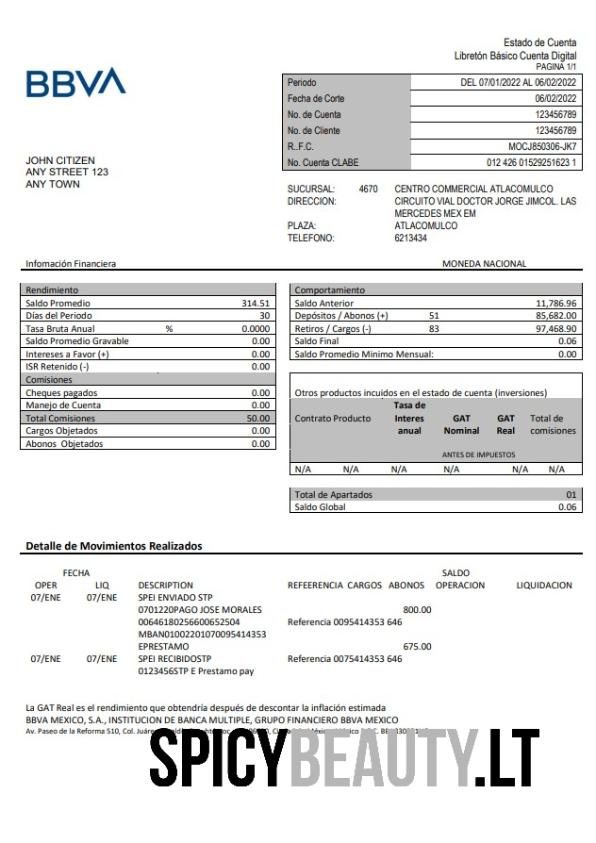 Estado de Cuenta
Libretón Básico Cuenta Digital
PAGINA 1/1
BBVA
Periodo DEL 07/01/2022 AL 06/02/2022
Fecha de Corte 06/02/2022
No. de Cuenta 123456789
No. de Cliente 123456789
R..F.C. MOCJ850306-JK7
No. Cuenta CLABE 012 426 01529251623 1
JOHN CITIZEN
ANY STREET 123
ANY TOWN
SUCURSAL: 4670 CENTRO COMMERCIAL ATLACOMULCO
DIRECCION: CIRCUITO VIAL DOCTOR JORGE JIMCOL. LAS
MERCEDES MEX EM
PLAZA: ATLACOMULCO
TELEFONO: 6213434
Infomación Financiera MONEDA NACIONAL
Rendimiento
Saldo Promedio 314.51
Días del Periodo 30
Tasa Bruta Anual % 0.0000
Saldo Promedio Gravable 0.00
Intereses a Favor (+) 0.00
ISR Retenido (-) 0.00
Comisiones
Cheques pagados 0.00
Manejo de Cuenta 0.00
Total Comisiones 50.00
Cargos Objetados 0.00
Abonos Objetados 0.00
Comportamiento
Saldo Anterior 11,786.96
Depósitos / Abonos (+) 51 85,682.00
Retiros / Cargos (-) 83 97,468.90
Saldo Final 0.06
Saldo Promedio Minimo Mensual: 0.00
Otros productos incuidos en el estado de cuenta (inversiones)
Contrato Producto Tasa de Interes anual GAT Nominal GAT Real Total de comisiones
ANTES DE IMPUESTOS
N/A N/A N/A N/A N/A N/A
Total de Apartados 01
Saldo Global 0.06
Detalle de Movimientos Realizados
FECHA SALDO
OPER LIQ DESCRIPTION REFEERENCIA CARGOS ABONOS OPERACION LIQUIDACION
07/ENE 07/ENE SPEI ENVIADO STP
0701220PAGO JOSE MORALES 800.00
00646180256600652504 Referencia 0095414353 646
MBAN01002201070095414353
EPRESTAMO 675.00
07/ENE 07/ENE SPEI RECIBIDOSTP Referencia 0075414353 646
0123456STP E Prestamo pay
La GAT Real es el rendimiento que obtendría después de descontar la inflación estimada
BBVA MEXICO, S.A., INSTITUCION DE BANCA MULTIPLE, GRUPO FINANCIERO BBVA MEXICO
Av. Paseo de la Reforma 510, Col. Juárez
SPICYBEAUTY.LT